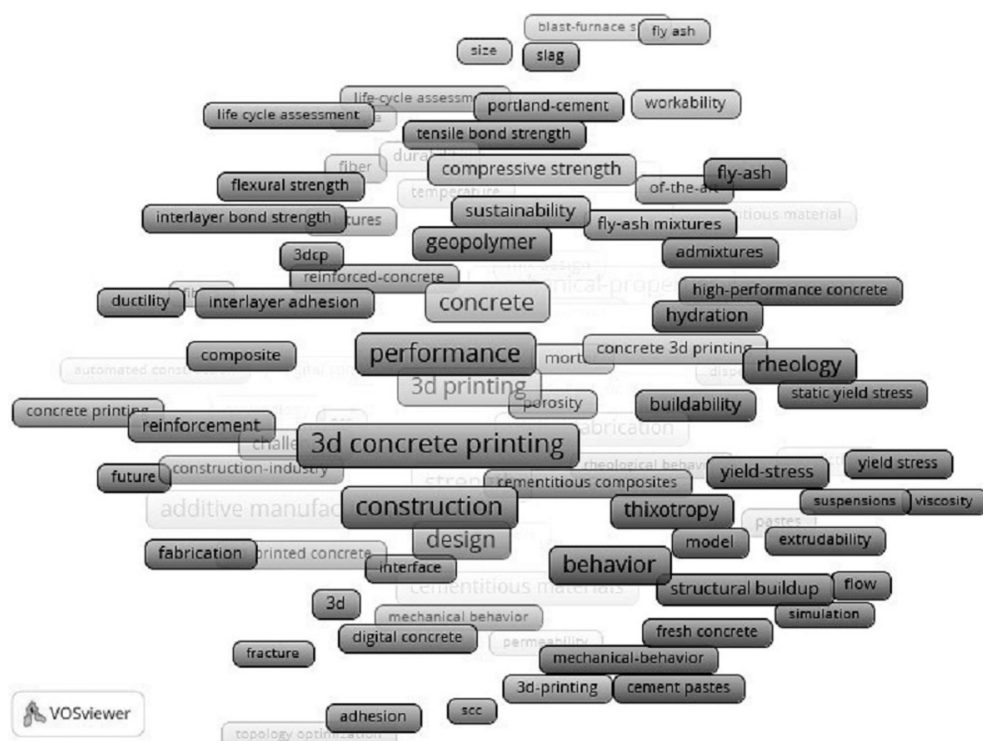 blast-furnace s
fly ash
size
slag
life cycle assessment
life-cycle assessm
portland-cement
workability
tensile bond strength
fiber
compressive strength
fly-ash
flexural strength
temperature
of-the-art
interlayer bond strength
sustainability
fly-ash mixtures
geopolymer
admixtures
3dcp
reinforced-concrete
high-performance concrete
ductility
interlayer adhesion
concrete
hydration
composite
performance
concrete 3d printing
rheology
3d printing
static yield stress
porosity
buildability
concrete printing
reinforcement
3d concrete printing
future
construction-industry
cementitious composites
rheological behavior
yield-stress
yield stress
construction
additive manufac
thixotropy
suspensions
viscosity
pastes
fabrication
printed concrete
design
interface
model
extrudability
behavior
cementitious materials
structural buildup
flow
3d
mechanical behavior
simulation
digital concrete
permeability
fresh concrete
fracture
mechanical-behavior
3d-printing
cement pastes
adhesion
scc
topology optimization
VOSviewer